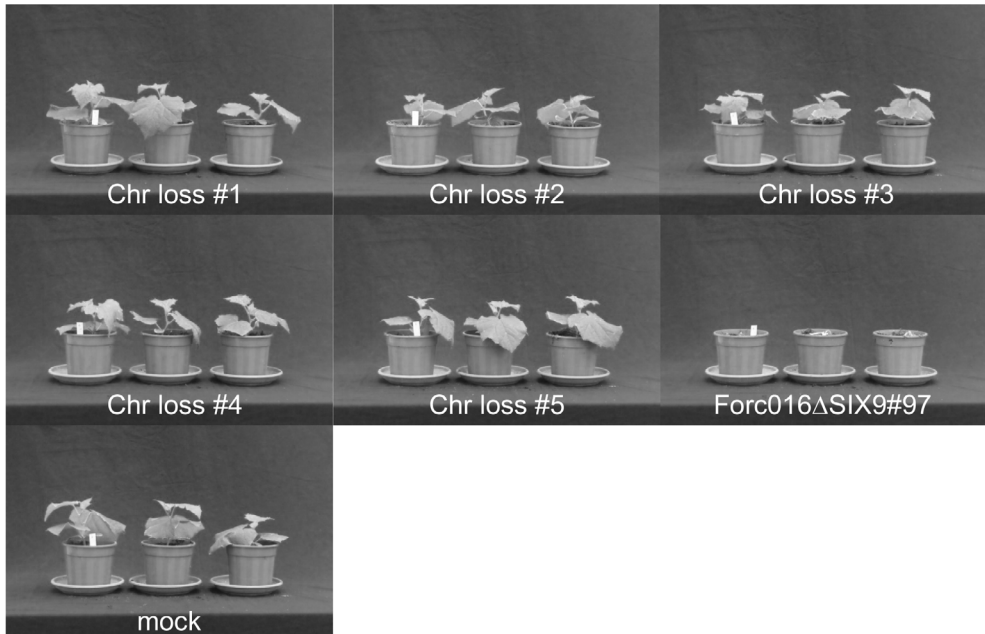 Chr loss #1
Chr loss #2
Chr loss #3
Chr loss #4
Chr loss #5
Forc016ΔSIX9#97
mock